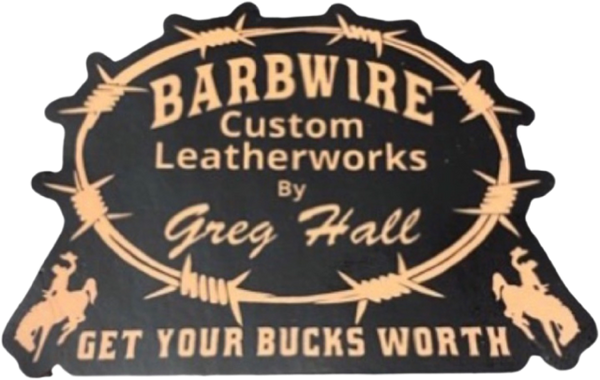 BARBWIRE
Custom
Leatherworks
By
Greg Hall
GET YOUR BUCKS WORTH